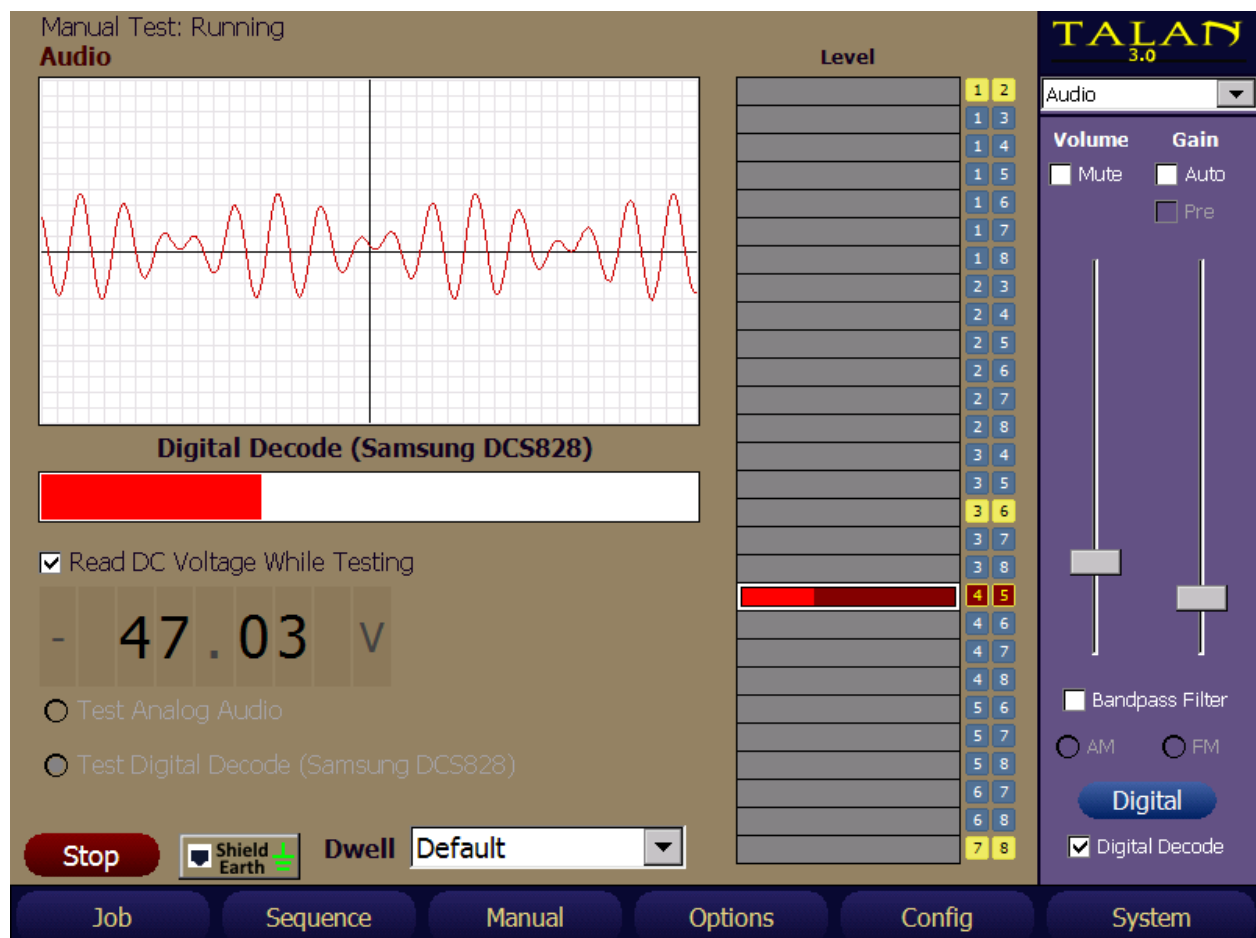 Manual Test: Running
Audio
Level
TALAN
3.0
Audio
Volume Gain
Mute Auto
Pre
1 2
1 3
1 4
1 5
1 6
1 7
1 8
2 3
2 4
2 5
2 6
2 7
2 8
3 4
3 5
3 6
3 7
3 8
4 5
4 6
4 7
4 8
5 6
5 7
5 8
6 7
6 8
7 8
Digital Decode (Samsung DCS828)
Read DC Voltage While Testing
- 47.03 V
Test Analog Audio
Test Digital Decode (Samsung DCS828)
Stop
Shield
Earth
Dwell Default
Bandpass Filter
AM FM
Digital
Digital Decode
Job Sequence Manual Options Config System